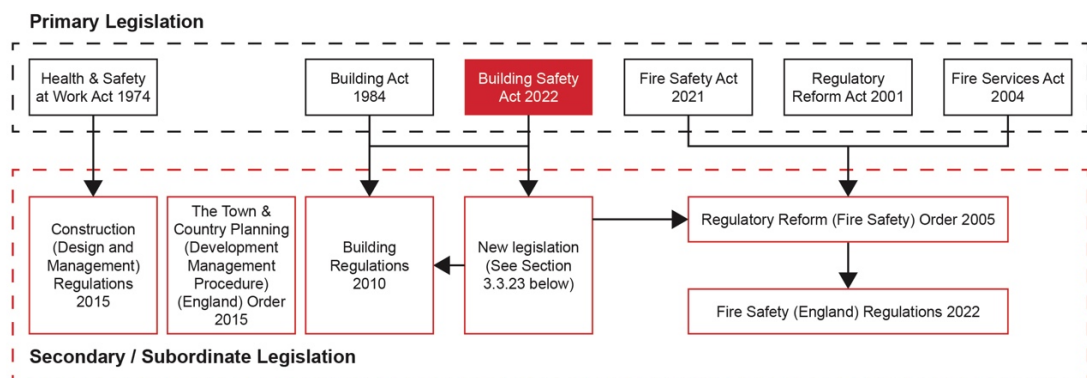 Primary Legislation
Health & Safety
at Work Act 1974
Building Act
1984
Building Safety
Act 2022
Fire Safety Act
2021
Regulatory
Reform Act 2001
Fire Services Act
2004
Construction
(Design and
Management)
Regulations
2015
The Town &
Country Planning
(Development
Management
Procedure)
(England) Order
2015
Building
Regulations
2010
New legislation
(See Section
3.3.23 below)
Regulatory Reform (Fire Safety) Order 2005
Fire Safety (England) Regulations 2022
Secondary / Subordinate Legislation